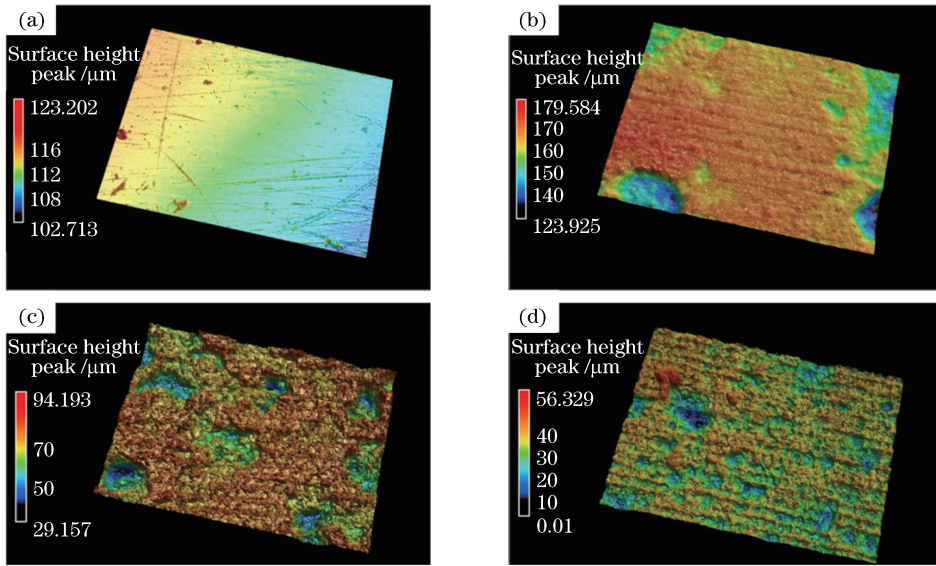 (a)
Surface height
peak /μm
123.202
116
112
108
102.713
(b)
Surface height
peak /μm
179.584
170
160
150
140
123.925
(c)
Surface height
peak /μm
94.193
70
50
29.157
(d)
Surface height
peak /μm
56.329
40
30
20
10
0.01